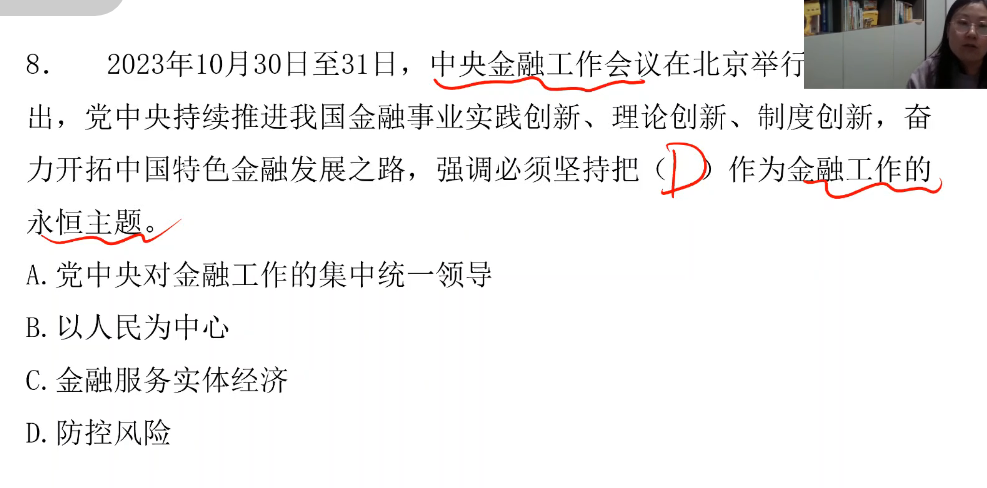 8. 2023年10月30日至31日，中央金融工作会议在北京举行
出，党中央持续推进我国金融事业实践创新、理论创新、制度创新，奋
力开拓中国特色金融发展之路，强调必须坚持把（D）作为金融工作的
永恒主题。
A.党中央对金融工作的集中统一领导
B.以人民为中心
C.金融服务实体经济
D.防控风险